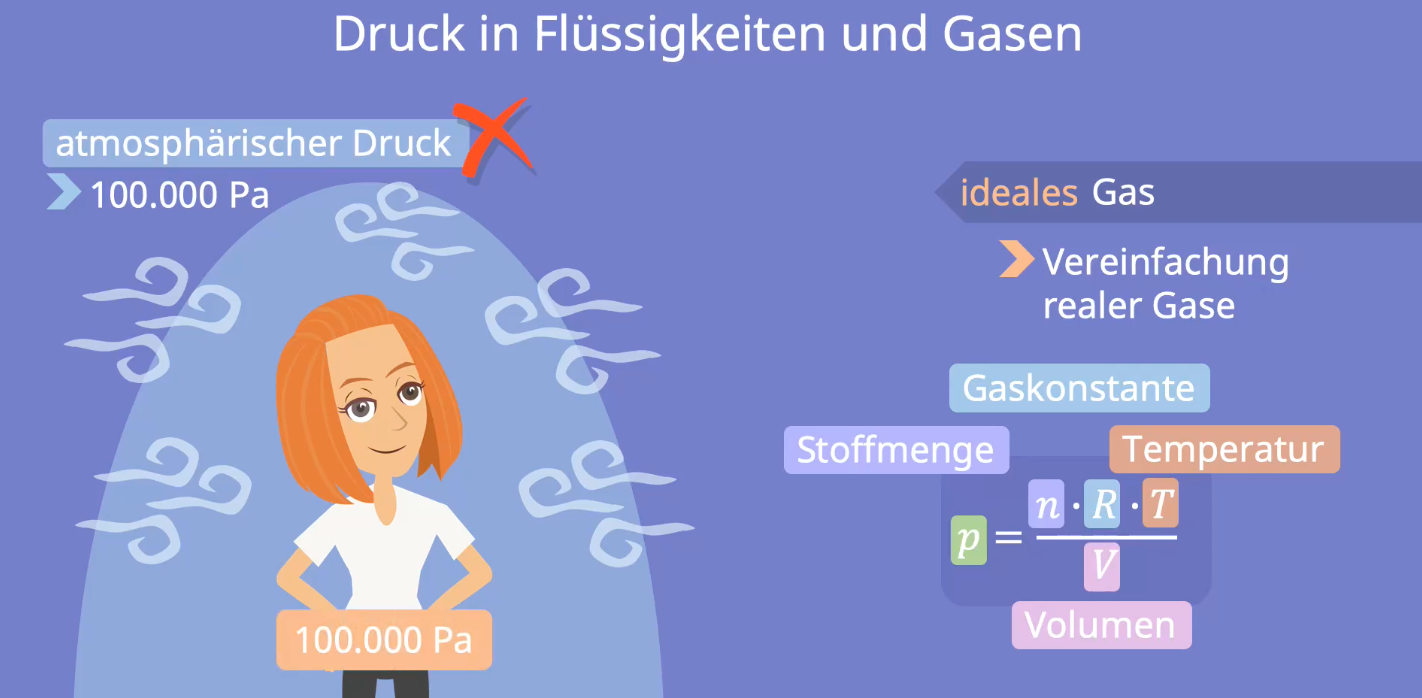 Druck in Flüssigkeiten und Gasen
atmosphärischer Druck
100.000 Pa
100.000 Pa
ideales Gas
Vereinfachung
realer Gase
Gaskonstante
Stoffmenge
Temperatur
p = n · R · T / V
Volumen